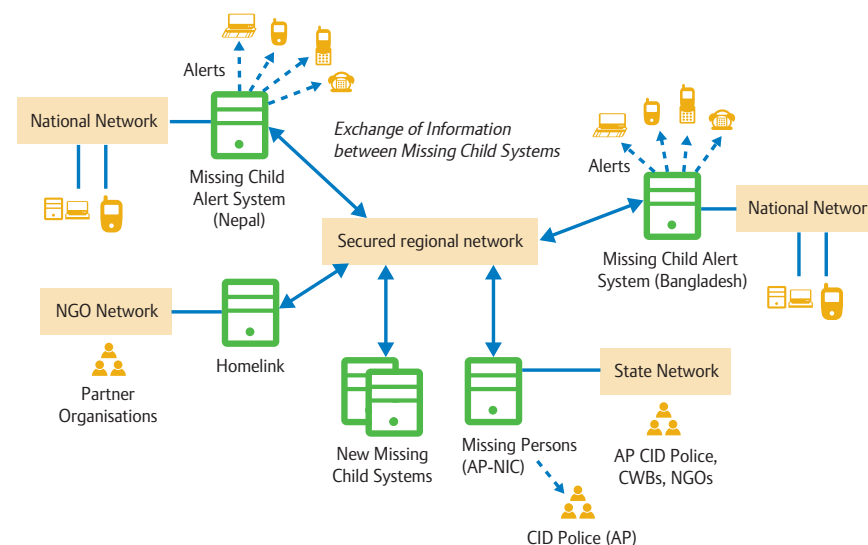 Alerts
National Network
Exchange of Information
between Missing Child Systems
Missing Child
Alert System
(Nepal)
Alerts
National Network
Secured regional network
Missing Child Alert
System (Bangladesh)
NGO Network
Homelink
Partner
Organisations
State Network
New Missing
Child Systems
Missing Persons
(AP-NIC)
AP CID Police,
CWBs, NGOs
CID Police (AP)